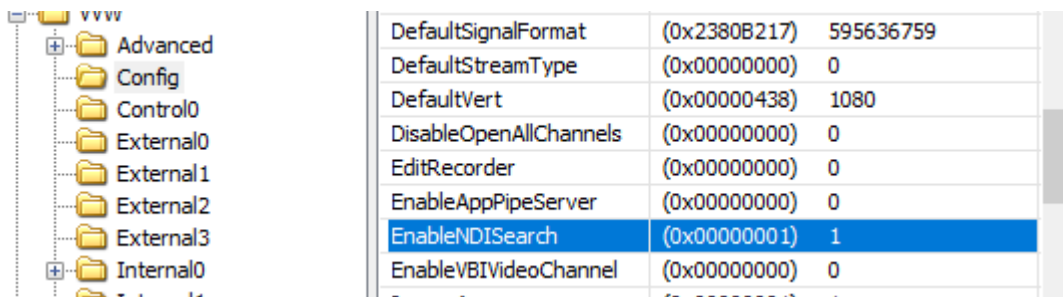 VVW
Advanced
Config
Control0
External0
External1
External2
External3
Internal0
DefaultSignalFormat (0x2380B217) 595636759
DefaultStreamType (0x00000000) 0
DefaultVert (0x00000438) 1080
DisableOpenAllChannels (0x00000000) 0
EditRecorder (0x00000000) 0
EnableAppPipeServer (0x00000000) 0
EnableNDISearch (0x00000001) 1
EnableVBIVideoChannel (0x00000000) 0